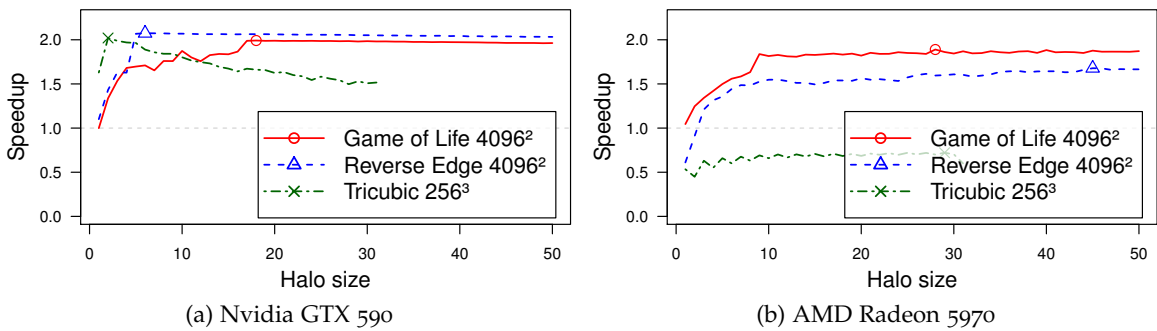 Speedup
2.0
1.5
1.0
0.5
0.0
Game of Life 4096²
Reverse Edge 4096²
Tricubic 256³
0 10 20 30 40 50
Halo size
(a) Nvidia GTX 590
Speedup
2.0
1.5
1.0
0.5
0.0
Game of Life 4096²
Reverse Edge 4096²
Tricubic 256³
0 10 20 30 40 50
Halo size
(b) AMD Radeon 5970